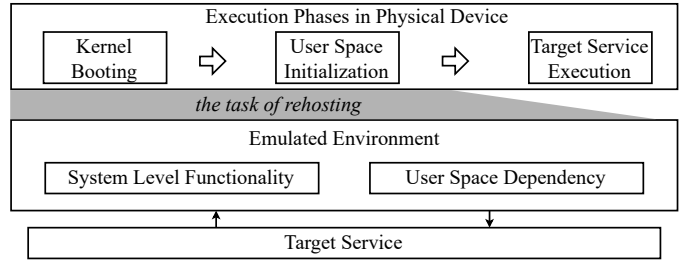 Execution Phases in Physical Device
Kernel
Booting
User Space
Initialization
Target Service
Execution
the task of rehosting
Emulated Environment
System Level Functionality
User Space Dependency
Target Service